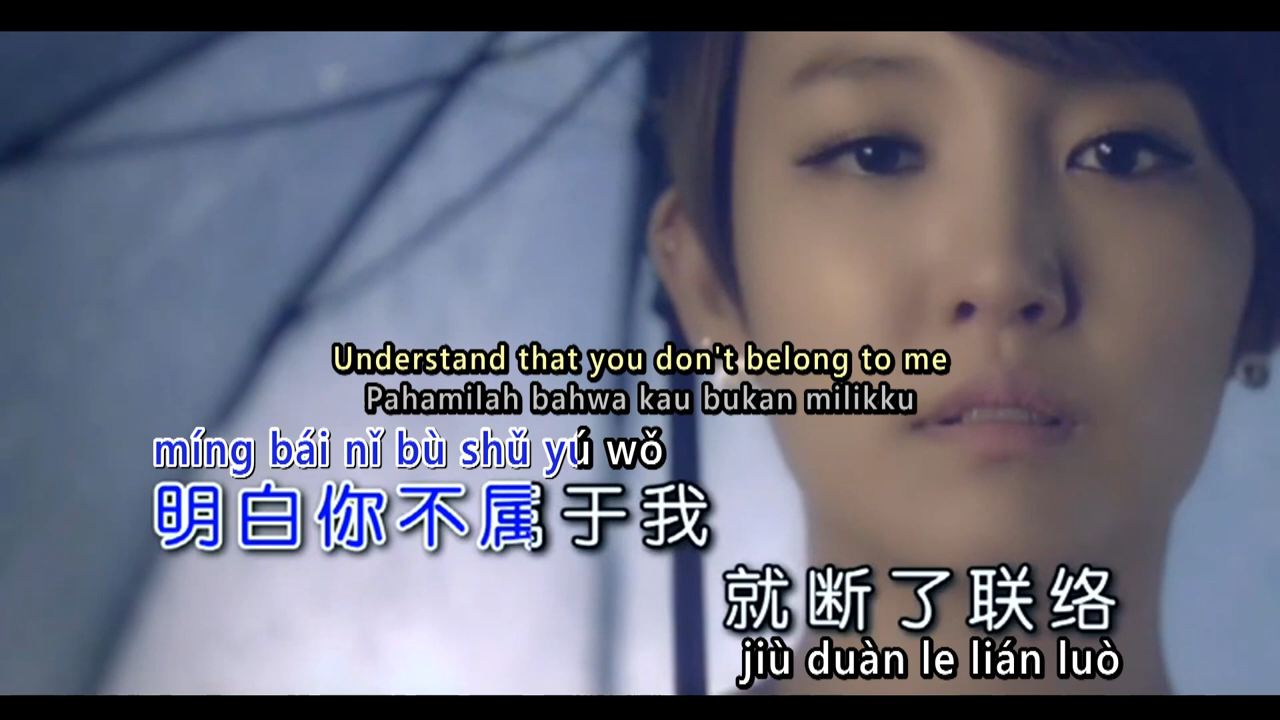 Understand that you don't belong to me
Pahamilah bahwa kau bukan milikku
míng bái nǐ bù shǔ yú wǒ
明白你不属于我
就断了联络
jiù duàn le lián luò